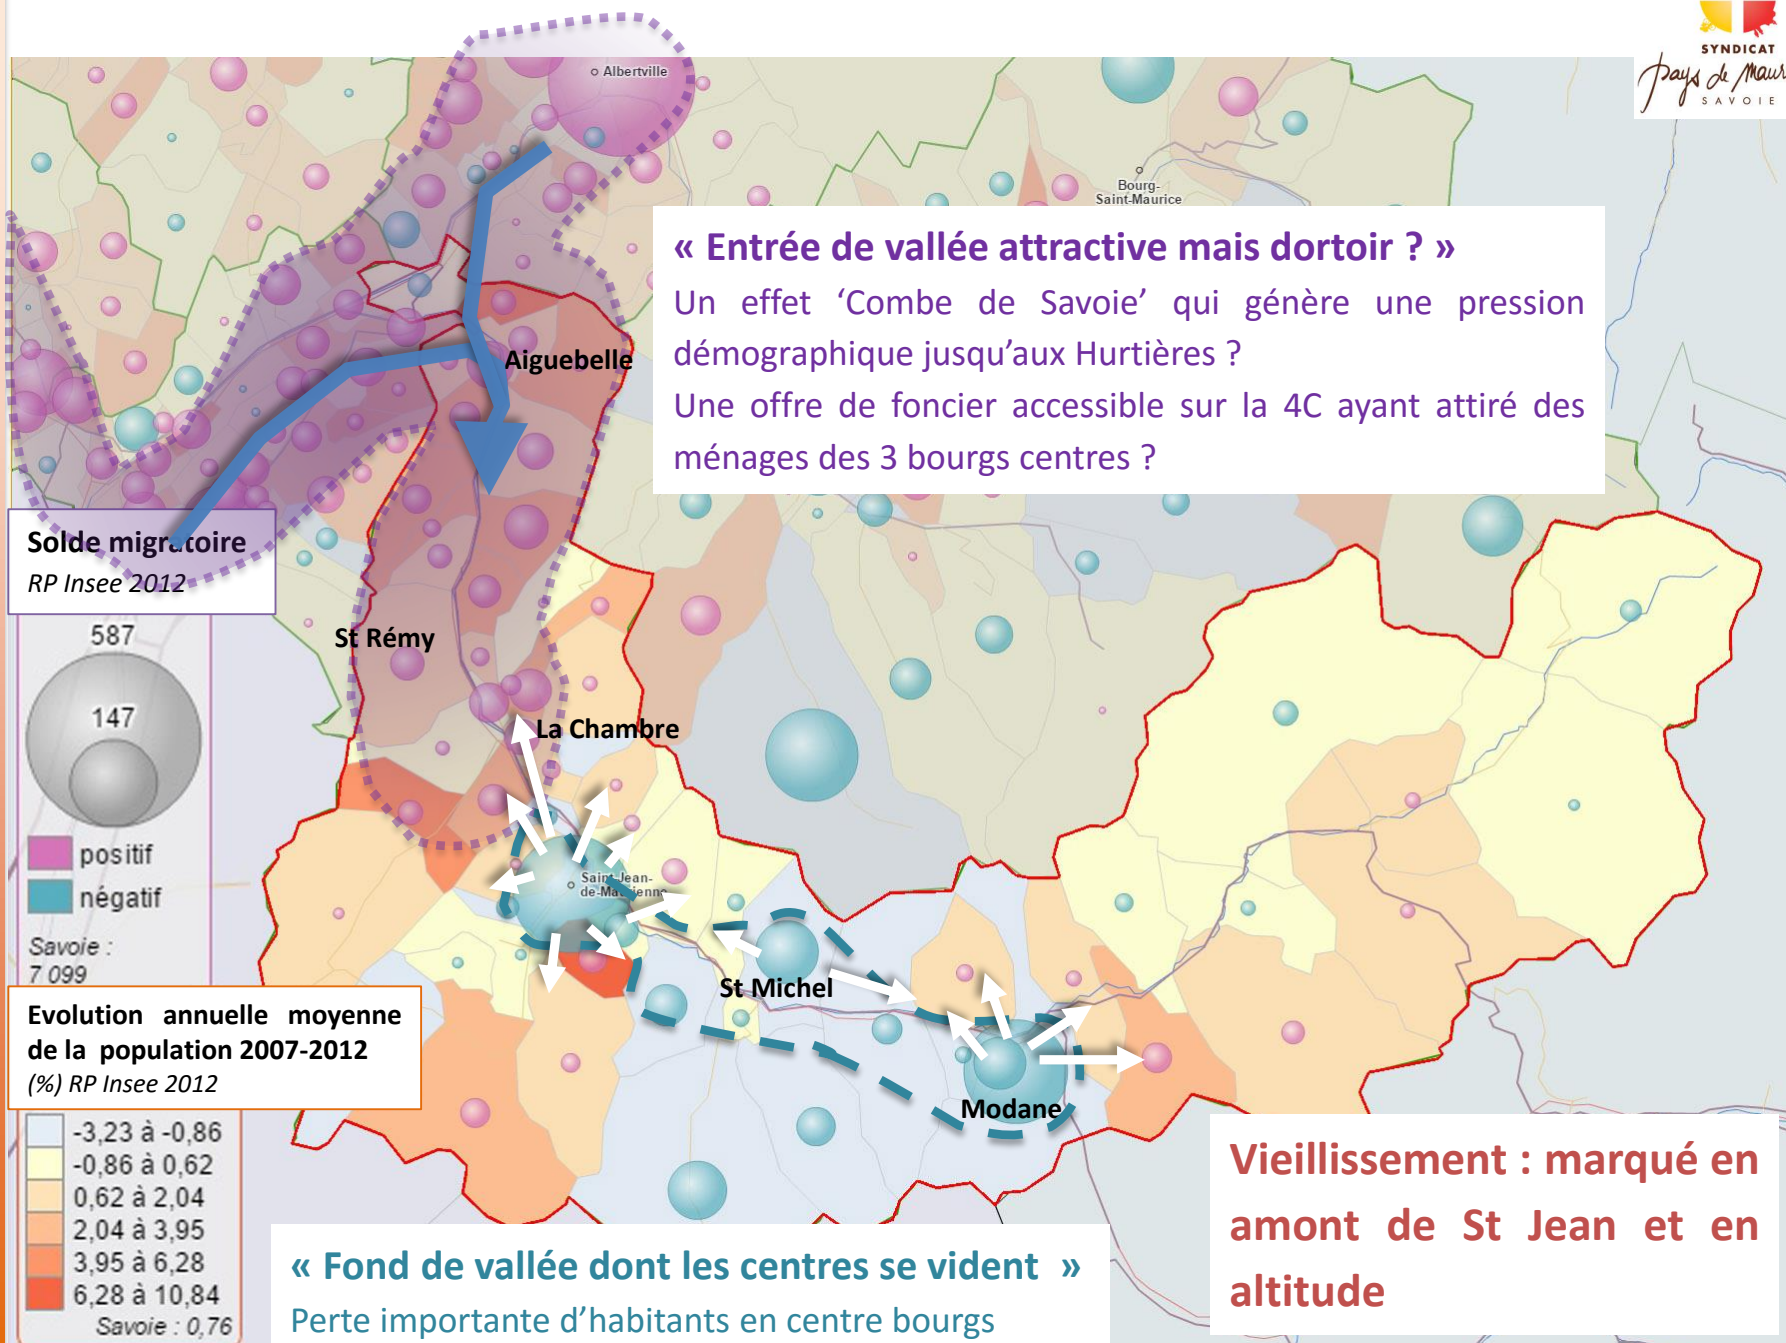 SYNDICAT
SAVOIE
Albertville
Bourg-
Saint-Maurice
« Entrée de vallée attractive mais dortoir ? »
Un effet ‘Combe de Savoie’ qui génère une pression
démographique jusqu’aux Hurtières ?
Une offre de foncier accessible sur la 4C ayant attiré des
ménages des 3 bourgs centres ?
Aiguebelle
Solde migratoire
RP Insee 2012
587
147
positif
négatif
Savoie :
7 099
St Rémy
La Chambre
Saint-Jean-
St Michel
Modane
Evolution annuelle moyenne
de la population 2007-2012
(%) RP Insee 2012
-3,23 à -0,86
-0,86 à 0,62
0,62 à 2,04
2,04 à 3,95
3,95 à 6,28
6,28 à 10,84
Savoie : 0,76
« Fond de vallée dont les centres se vident »
Perte importante d’habitants en centre bourgs
Vieillissement : marqué en
amont de St Jean et en
altitude